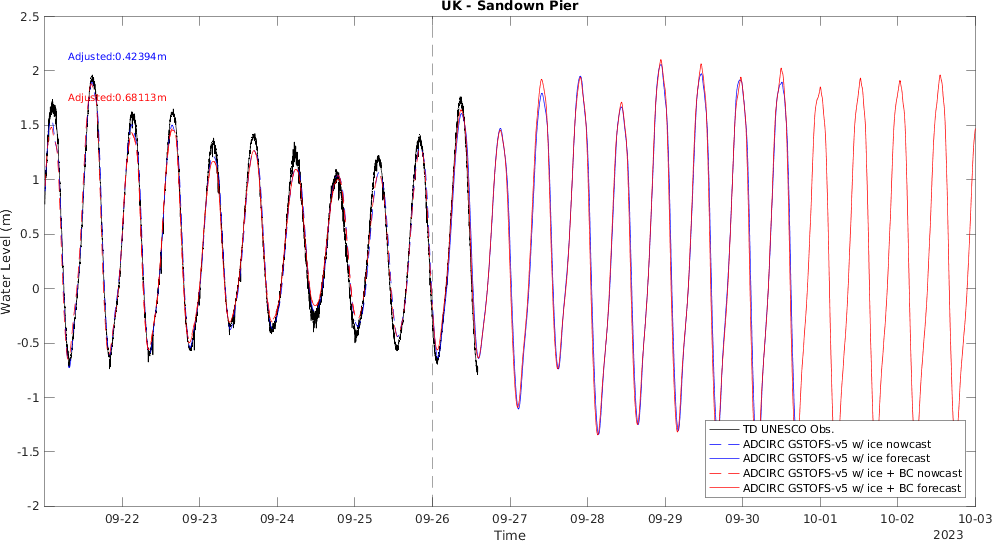 UK - Sandown Pier
2.5
2
1.5
1
0.5
0
-0.5
-1
-1.5
-2
Water Level (m)
Adjusted:0.42394m
Adjusted:0.68113m
TD UNESCO Obs.
ADCIRC GSTOFS-v5 w/ ice nowcast
ADCIRC GSTOFS-v5 w/ ice forecast
ADCIRC GSTOFS-v5 w/ ice + BC nowcast
ADCIRC GSTOFS-v5 w/ ice + BC forecast
09-22 09-23 09-24 09-25 09-26 09-27 09-28 09-29 09-30 10-01 10-02 10-03
Time
2023